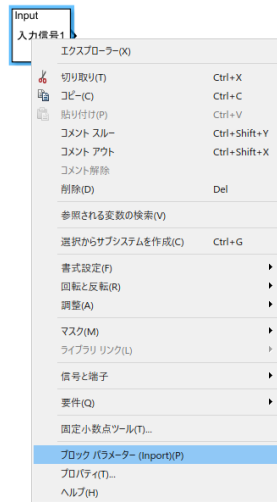 Input
入力信号1
エクスプローラー(X)
切り取り(T) Ctrl+X
コピー(C) Ctrl+C
貼り付け(P) Ctrl+V
コメント スルー Ctrl+Shift+Y
コメント アウト Ctrl+Shift+X
コメント解除
削除(D) Del
参照される変数の検索(V)
選択からサブシステムを作成(C) Ctrl+G
書式設定(F)
回転と反転(R)
調整(A)
マスク(M)
ライブラリ リンク(L)
信号と端子
要件(Q)
固定小数点ツール(T)...
ブロック パラメーター (Inport)(P)
プロパティ(T)...
ヘルプ(H)